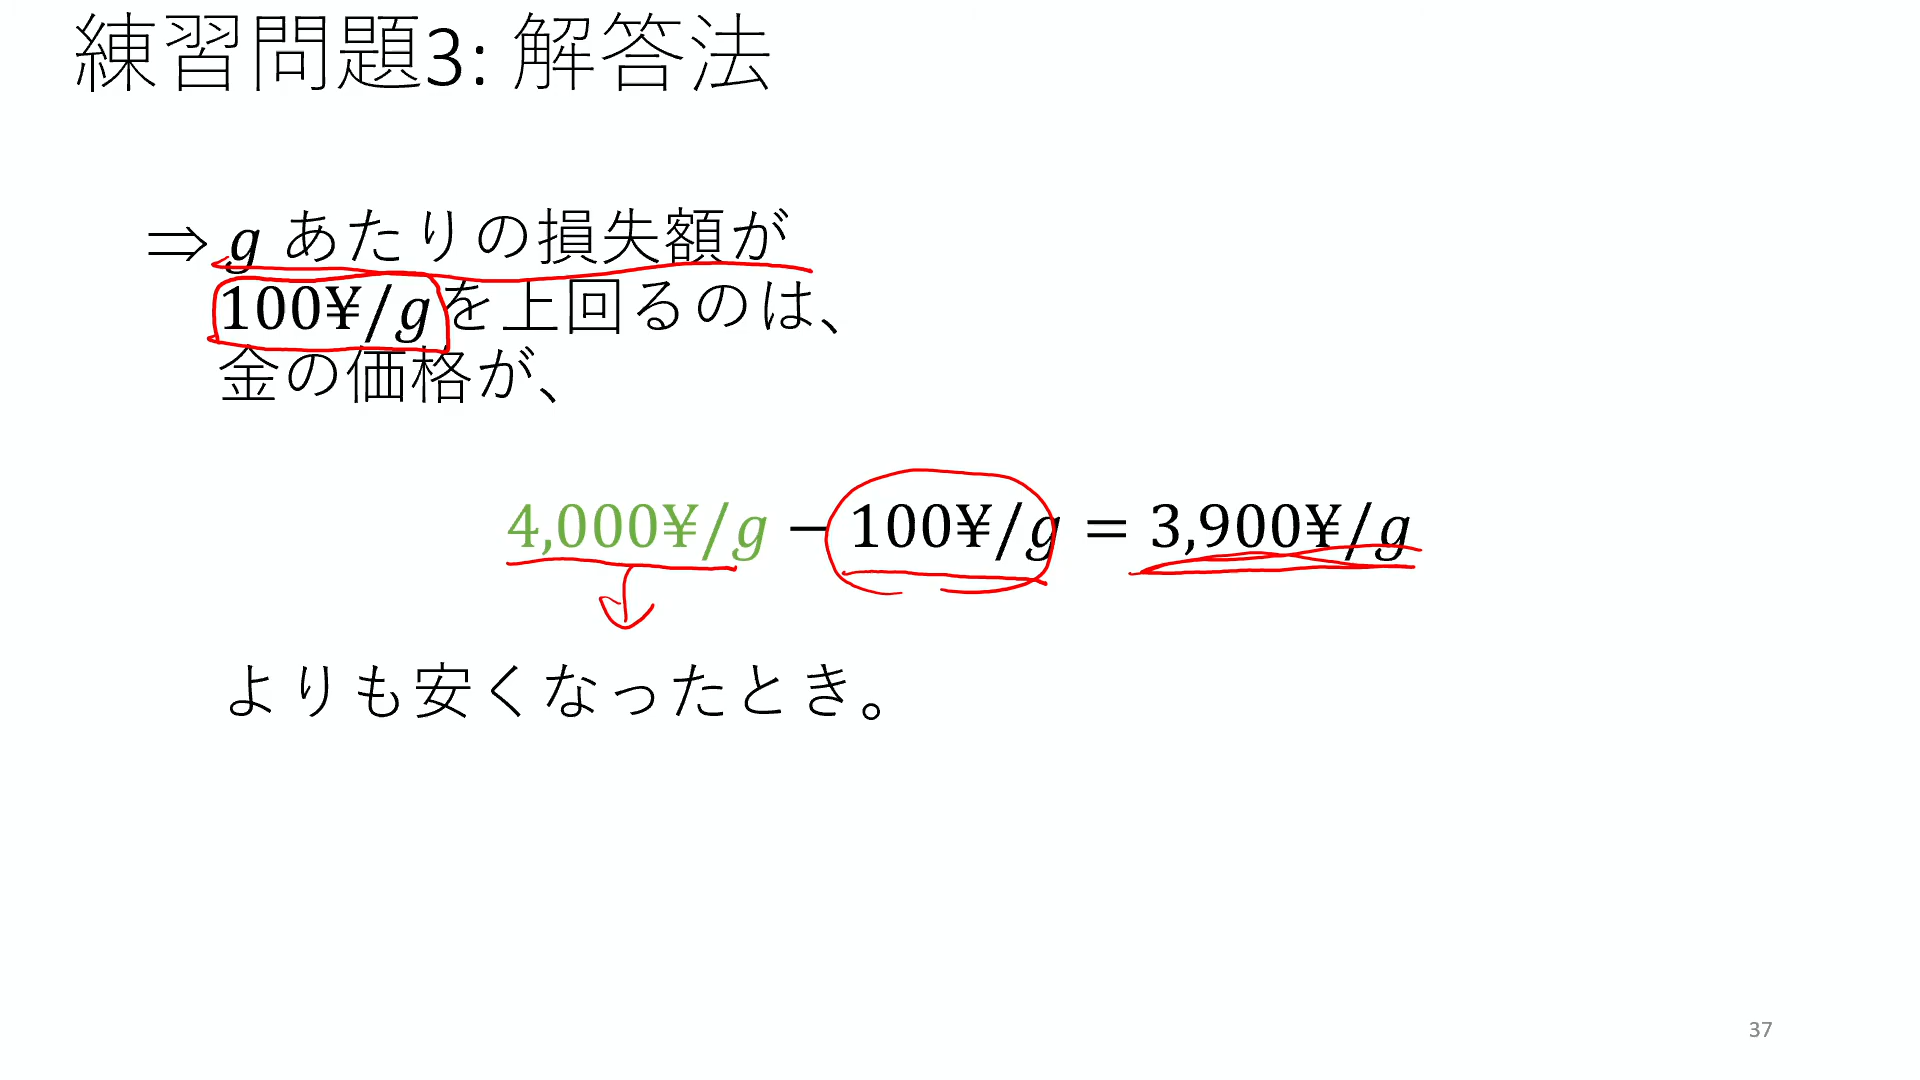 練習問題3: 解答法
⇒ g あたりの損失額が
100¥/g を上回るのは、
金の価格が、
4,000¥/g − 100¥/g = 3,900¥/g
よりも安くなったとき。
37